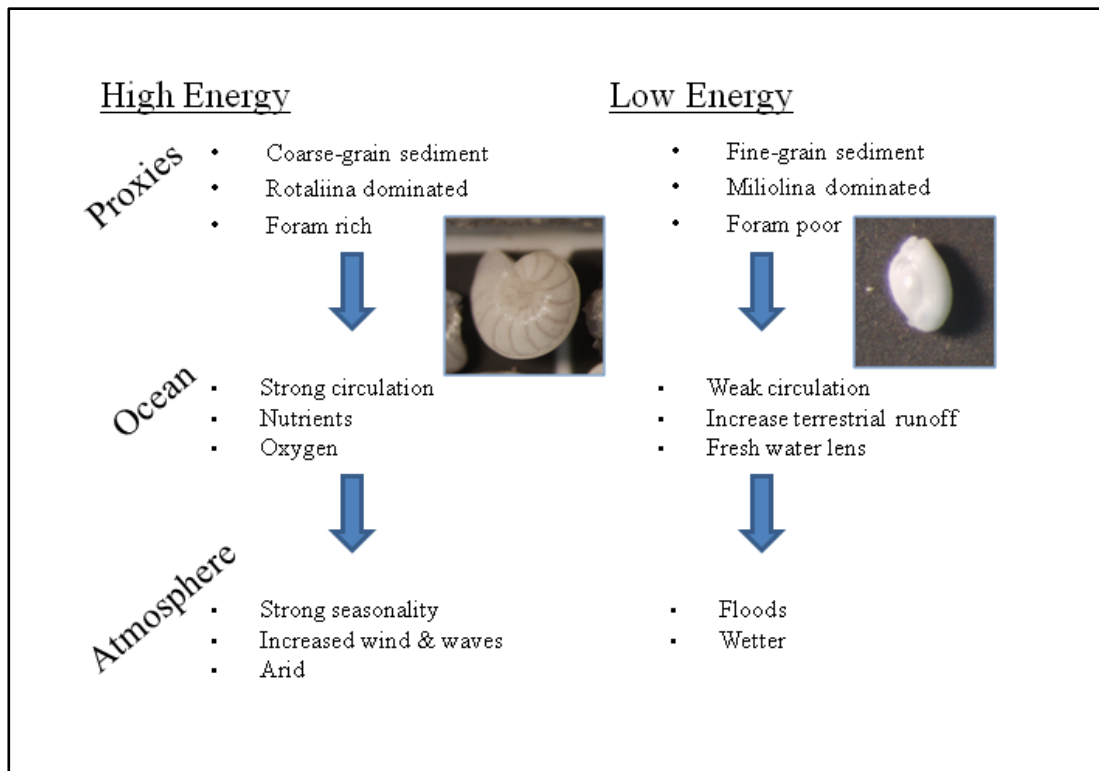 High Energy
Low Energy
Proxies
• Coarse-grain sediment
• Rotaliina dominated
• Foram rich
• Fine-grain sediment
• Miliolina dominated
• Foram poor
Ocean
▪ Strong circulation
▪ Nutrients
▪ Oxygen
▪ Weak circulation
▪ Increase terrestrial runoff
▪ Fresh water lens
Atmosphere
▪ Strong seasonality
▪ Increased wind & waves
▪ Arid
▪ Floods
▪ Wetter